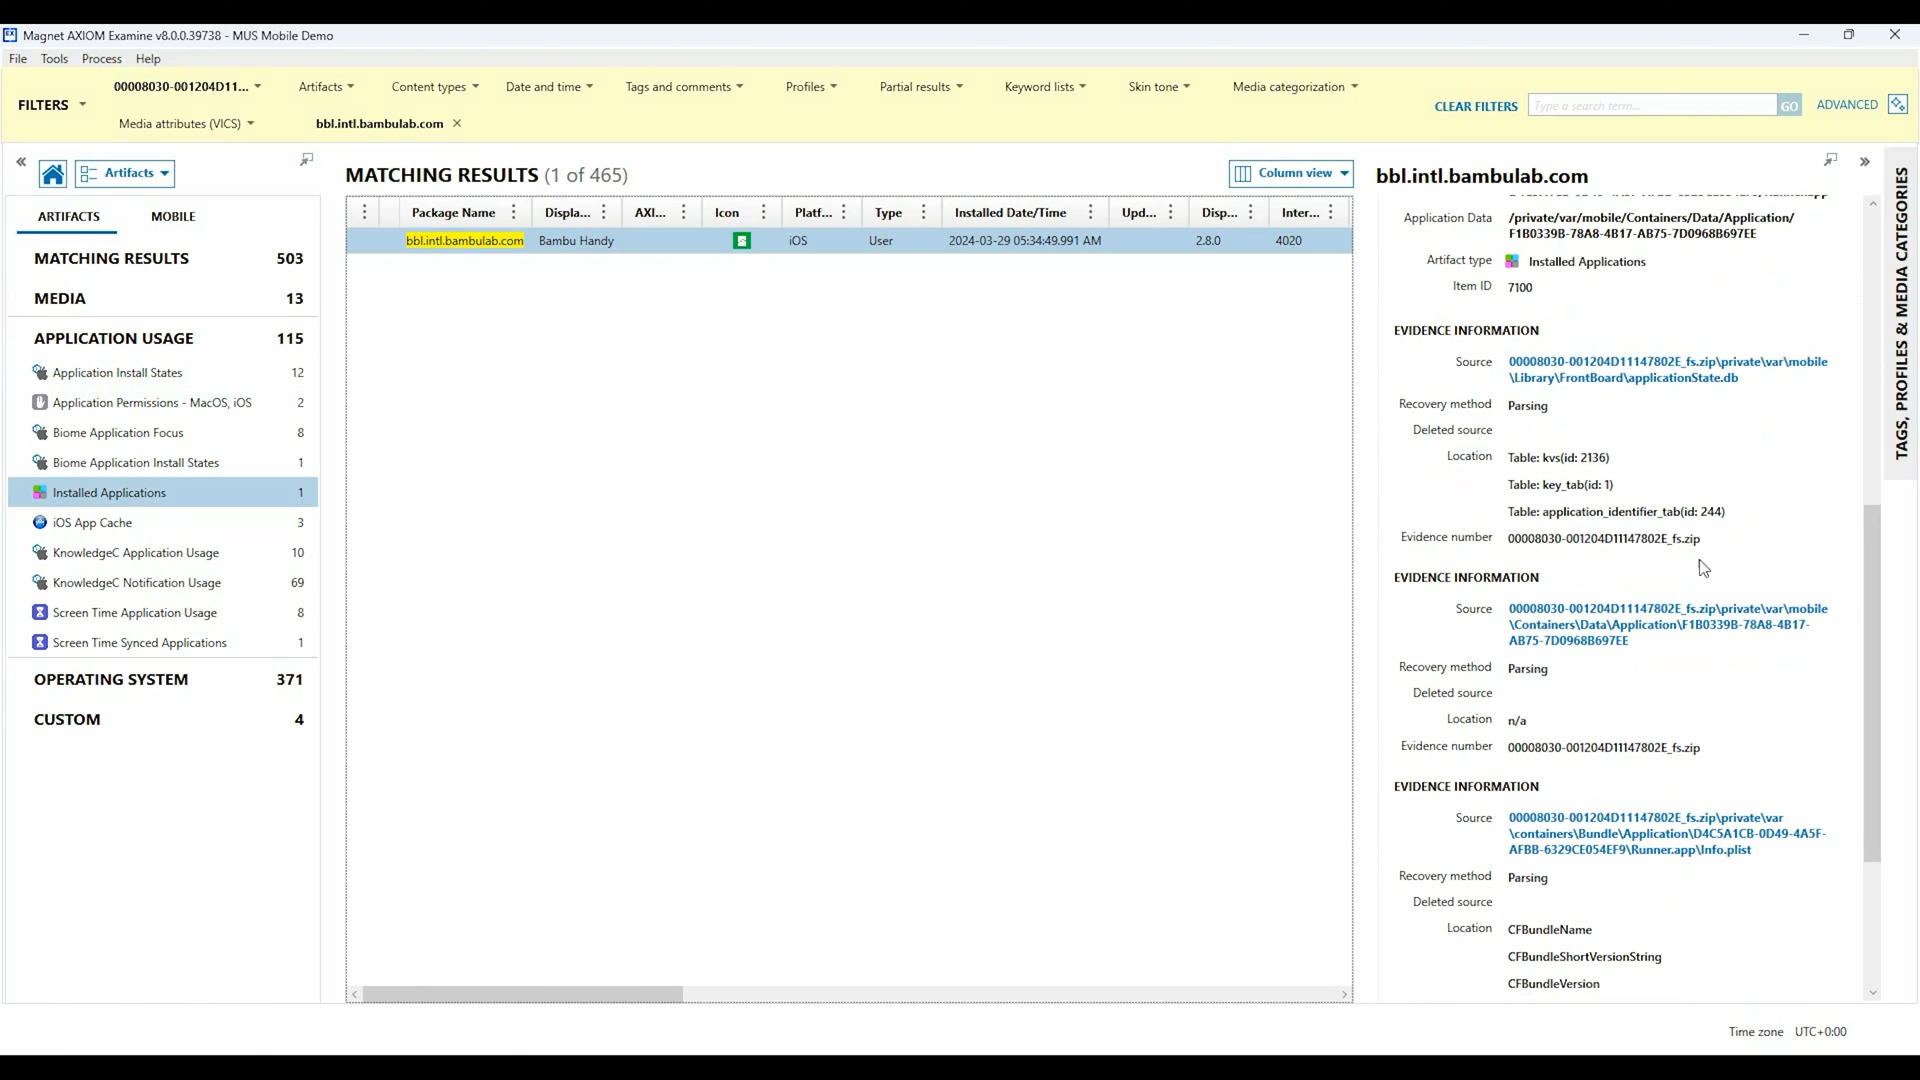 Magnet AXIOM Examine v8.0.0.39738 - MUS Mobile Demo
File Tools Process Help
FILTERS
00008030-001204D11... Artifacts Content types Date and time Tags and comments Profiles Partial results Keyword lists Skin tone Media categorization
Media attributes (VICS) bbl.intl.bambulab.com
CLEAR FILTERS Type a search term... GO ADVANCED
Artifacts
ARTIFACTS MOBILE
MATCHING RESULTS 503
MEDIA 13
APPLICATION USAGE 115
Application Install States 12
Application Permissions - MacOS, iOS 2
Biome Application Focus 8
Biome Application Install States 1
Installed Applications 1
iOS App Cache 3
KnowledgeC Application Usage 10
KnowledgeC Notification Usage 69
Screen Time Application Usage 8
Screen Time Synced Applications 1
OPERATING SYSTEM 371
CUSTOM 4
MATCHING RESULTS (1 of 465)
Column view
Package Name Displa... AXI... Icon Platf... Type Installed Date/Time Upd... Disp... Inter...
bbl.intl.bambulab.com Bambu Handy iOS User 2024-03-29 05:34:49.991 AM 2.8.0 4020
bbl.intl.bambulab.com
Application Data /private/var/mobile/Containers/Data/Application/
F1B0339B-78A8-4B17-AB75-7D0968B697EE
Artifact type Installed Applications
Item ID 7100
EVIDENCE INFORMATION
Source 00008030-001204D11147802E_fs.zip\private\var\mobile
\Library\FrontBoard\applicationState.db
Recovery method Parsing
Deleted source
Location Table: kvs(id: 2136)
Table: key_tab(id: 1)
Table: application_identifier_tab(id: 244)
Evidence number 00008030-001204D11147802E_fs.zip
EVIDENCE INFORMATION
Source 00008030-001204D11147802E_fs.zip\private\var\mobile
\Containers\Data\Application\F1B0339B-78A8-4B17-
AB75-7D0968B697EE
Recovery method Parsing
Deleted source
Location n/a
Evidence number 00008030-001204D11147802E_fs.zip
EVIDENCE INFORMATION
Source 00008030-001204D11147802E_fs.zip\private\var
\containers\Bundle\Application\D4C5A1CB-0D49-4A5F-
AFBB-6329CE054EF9\Runner.app\Info.plist
Recovery method Parsing
Deleted source
Location CFBundleName
CFBundleShortVersionString
CFBundleVersion
TAGS, PROFILES & MEDIA CATEGORIES
Time zone UTC+0:00